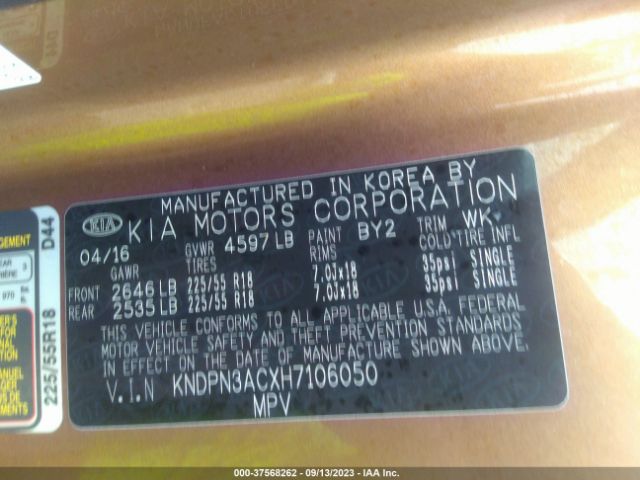 MANUFACTURED IN KOREA BY
KIA KIA MOTORS CORPORATION
04/16 GVWR 4597 LB PAINT BY2 TRIM WK
GAWR TIRES RIMS COLD TIRE INFL
FRONT 2646 LB 225/55 R18 7.0JX18 35psi SINGLE
REAR 2535 LB 225/55 R18 7.0JX18 35psi SINGLE
THIS VEHICLE CONFORMS TO ALL APPLICABLE U.S.A. FEDERAL
MOTOR VEHICLE SAFETY AND THEFT PREVENTION STANDARDS
IN EFFECT ON THE DATE OF MANUFACTURE SHOWN ABOVE.
V.I.N KNDPN3ACXH7106050
MPV
225/55R18 D44
000-37568262 - 09/13/2023 - IAA Inc.